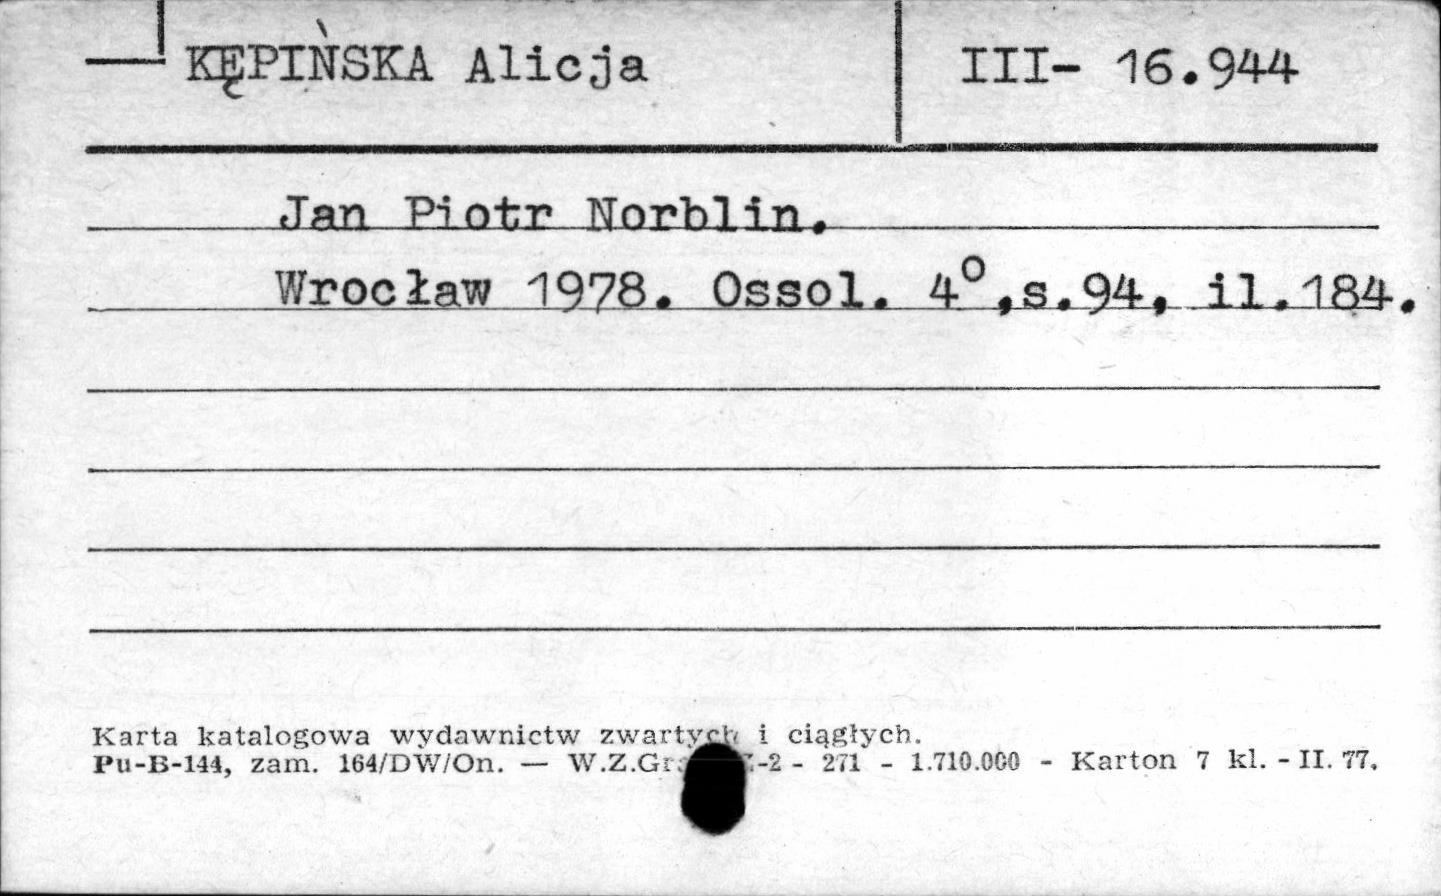 KĘPIŃSKA Alicja
III- 16.944
Jan Piotr Norblin.
Wrocław 1978. Ossol. 4°,s.94, il.184.
Karta katalogowa wydawnictw zwartych i ciągłych.
Pu-B-144, zam. 164/DW/On. — W.Z.Gr -2 - 271 - 1.710.000 - Karton 7 kl. - II. 77.